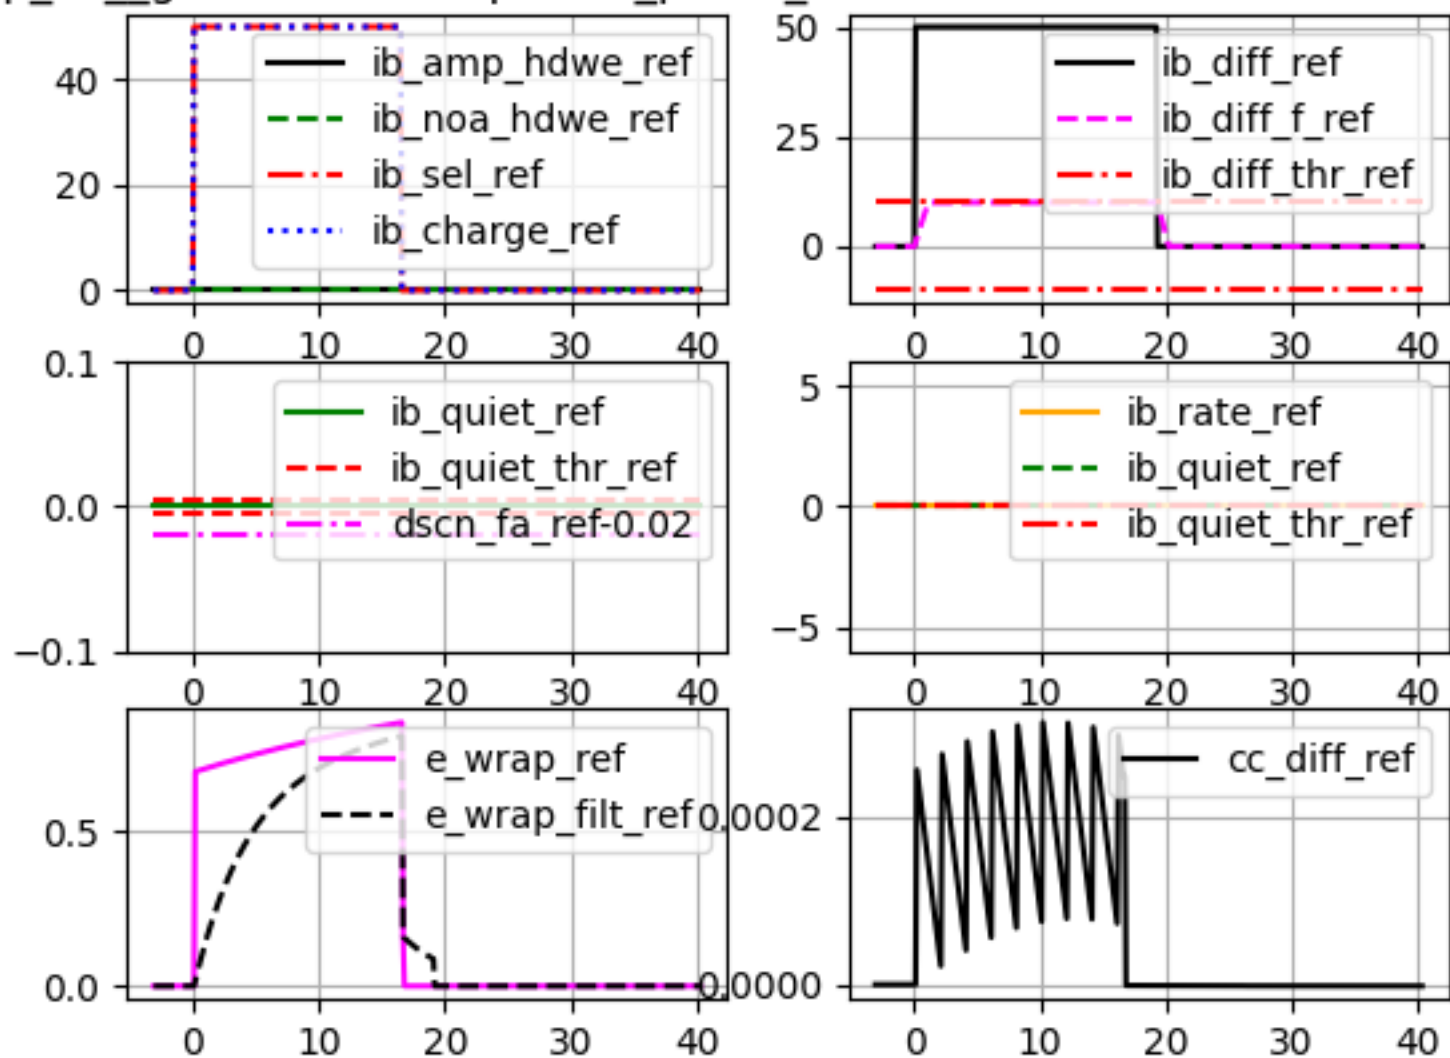 ib_amp_hdwe_ref
ib_noa_hdwe_ref
ib_sel_ref
ib_charge_ref
40
20
0
0 10 20 30 40
ib_diff_ref
ib_diff_f_ref
ib_diff_thr_ref
50
25
0
0 10 20 30 40
ib_quiet_ref
ib_quiet_thr_ref
dscn_fa_ref-0.02
0.1
0.0
−0.1
0 10 20 30 40
ib_rate_ref
ib_quiet_ref
ib_quiet_thr_ref
5
0
−5
0 10 20 30 40
e_wrap_ref
e_wrap_filt_ref
0.5
0.0
0 10 20 30 40
cc_diff_ref
0.0002
0.0000
0 10 20 30 40